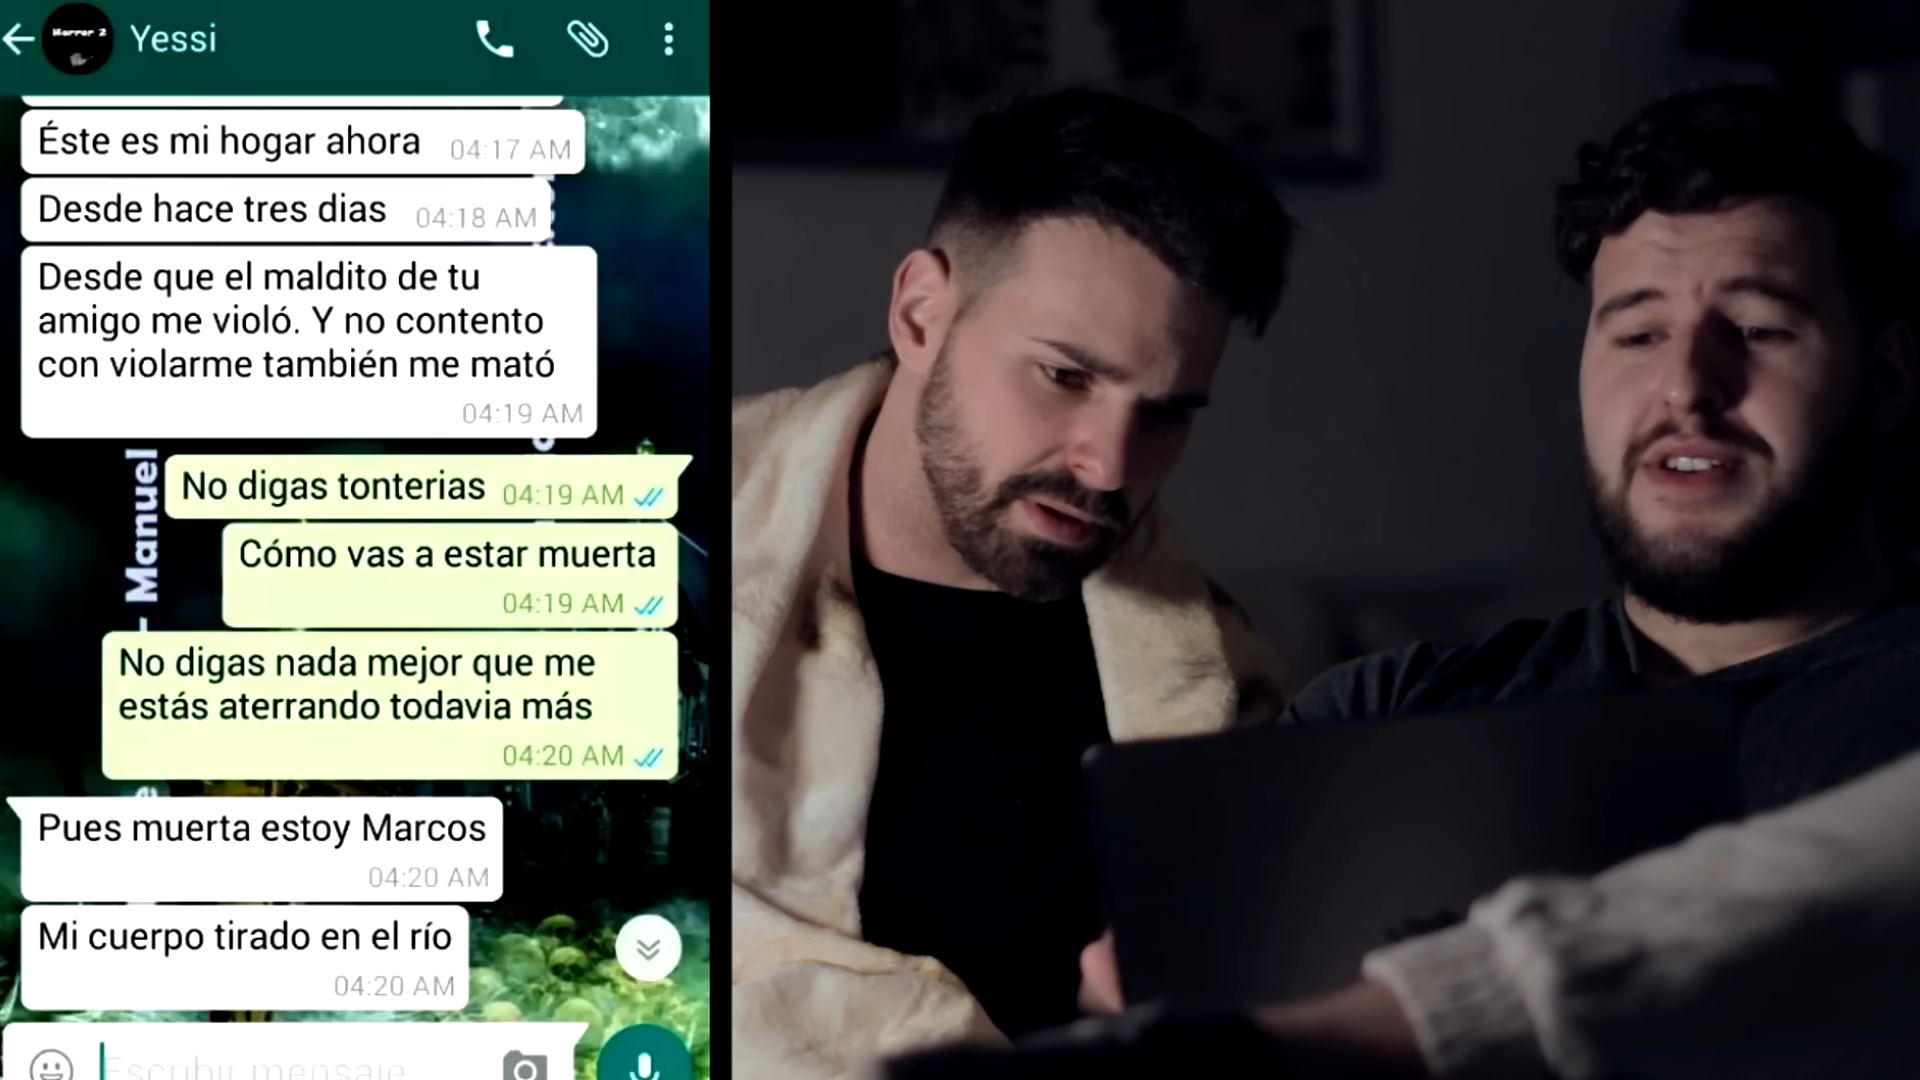 Horror 2
Yessi
Éste es mi hogar ahora 04:17 AM
Desde hace tres dias 04:18 AM
Desde que el maldito de tu
amigo me violó. Y no contento
con violarme también me mató
04:19 AM
No digas tonterias 04:19 AM
Cómo vas a estar muerta
04:19 AM
No digas nada mejor que me
estás aterrando todavia más
04:20 AM
Pues muerta estoy Marcos
04:20 AM
Mi cuerpo tirado en el río
04:20 AM
Escribir mensaje
- Manuel